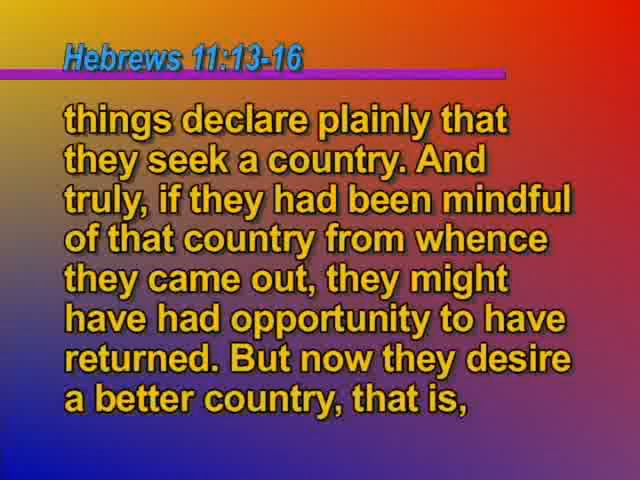 Hebrews 11:13-16
things declare plainly that
they seek a country. And
truly, if they had been mindful
of that country from whence
they came out, they might
have had opportunity to have
returned. But now they desire
a better country, that is,